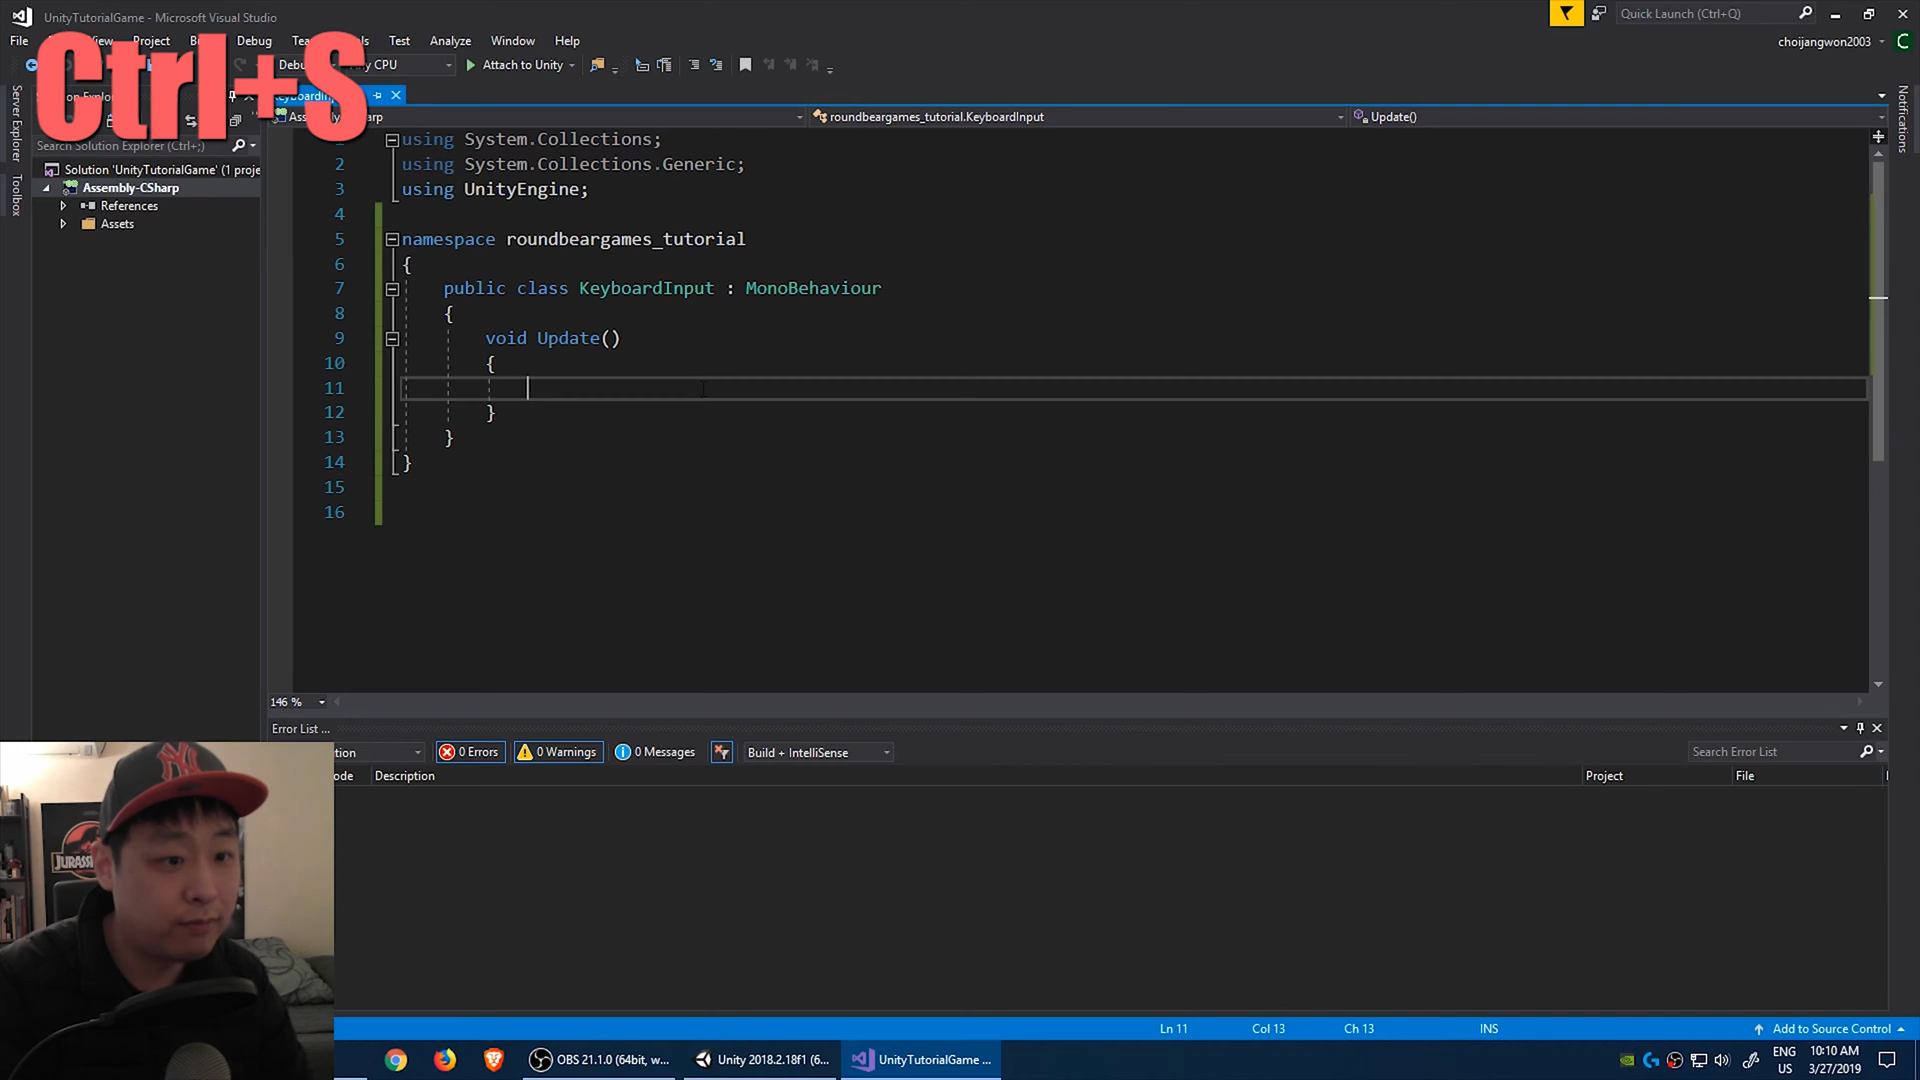 UnityTutorialGame - Microsoft Visual Studio
Quick Launch (Ctrl+Q)
File
Project
Debug
Test
Analyze
Window
Help
choijangwon2003
C
Ctrl+S
Any CPU
Attach to Unity
Server Explorer
Toolbox
Notifications
roundbeargames_tutorial.KeyboardInput
Update()
Search Solution Explorer (Ctrl+;)
Solution 'UnityTutorialGame' (1 proje
Assembly-CSharp
References
Assets
1 using System.Collections;
2 using System.Collections.Generic;
3 using UnityEngine;
4
5 namespace roundbeargames_tutorial
6 {
7 public class KeyboardInput : MonoBehaviour
8 {
9 void Update()
10 {
11
12 }
13 }
14 }
15
16
146 %
Error List ...
0 Errors
0 Warnings
0 Messages
Build + IntelliSense
Search Error List
Description
Project
File
JURASSI
Ln 11
Col 13
Ch 13
INS
Add to Source Control
OBS 21.1.0 (64bit, w...
Unity 2018.2.18f1 (6...
UnityTutorialGame ...
ENG
US
10:10 AM
3/27/2019